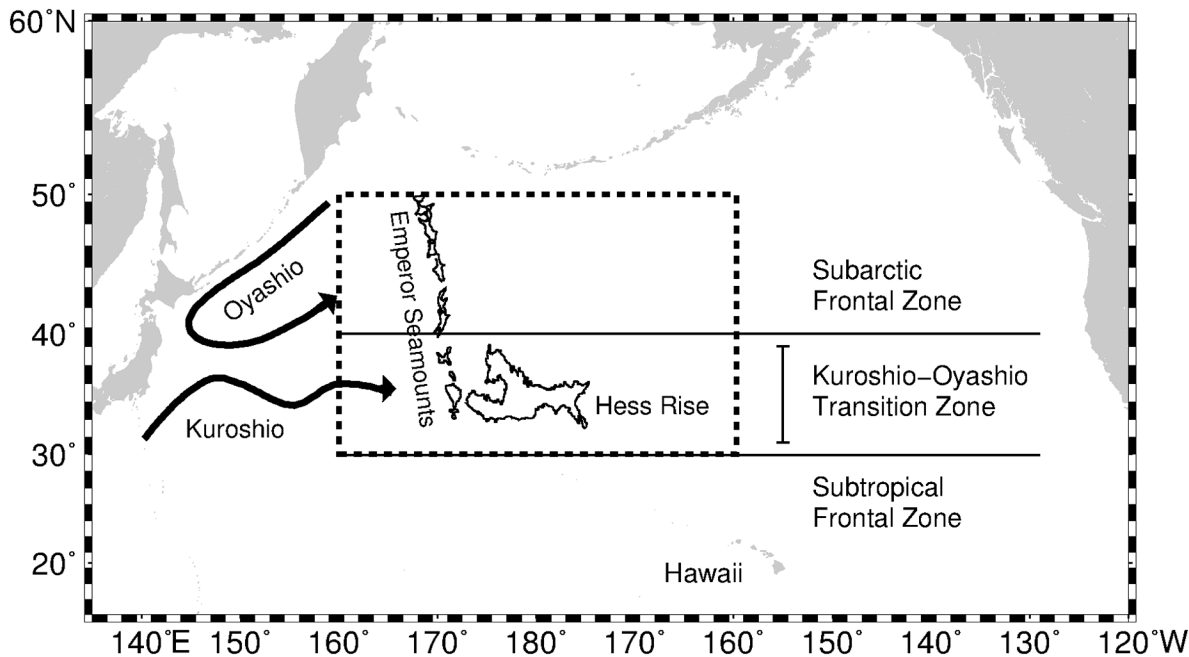 60˚N
50˚
Emperor Seamounts
Oyashio
Subarctic
Frontal Zone
40˚
Kuroshio−Oyashio
Transition Zone
Hess Rise
Kuroshio
30˚
Subtropical
Frontal Zone
20˚
Hawaii
140˚E 150˚ 160˚ 170˚ 180˚ 170˚ 160˚ 150˚ 140˚ 130˚ 120˚W